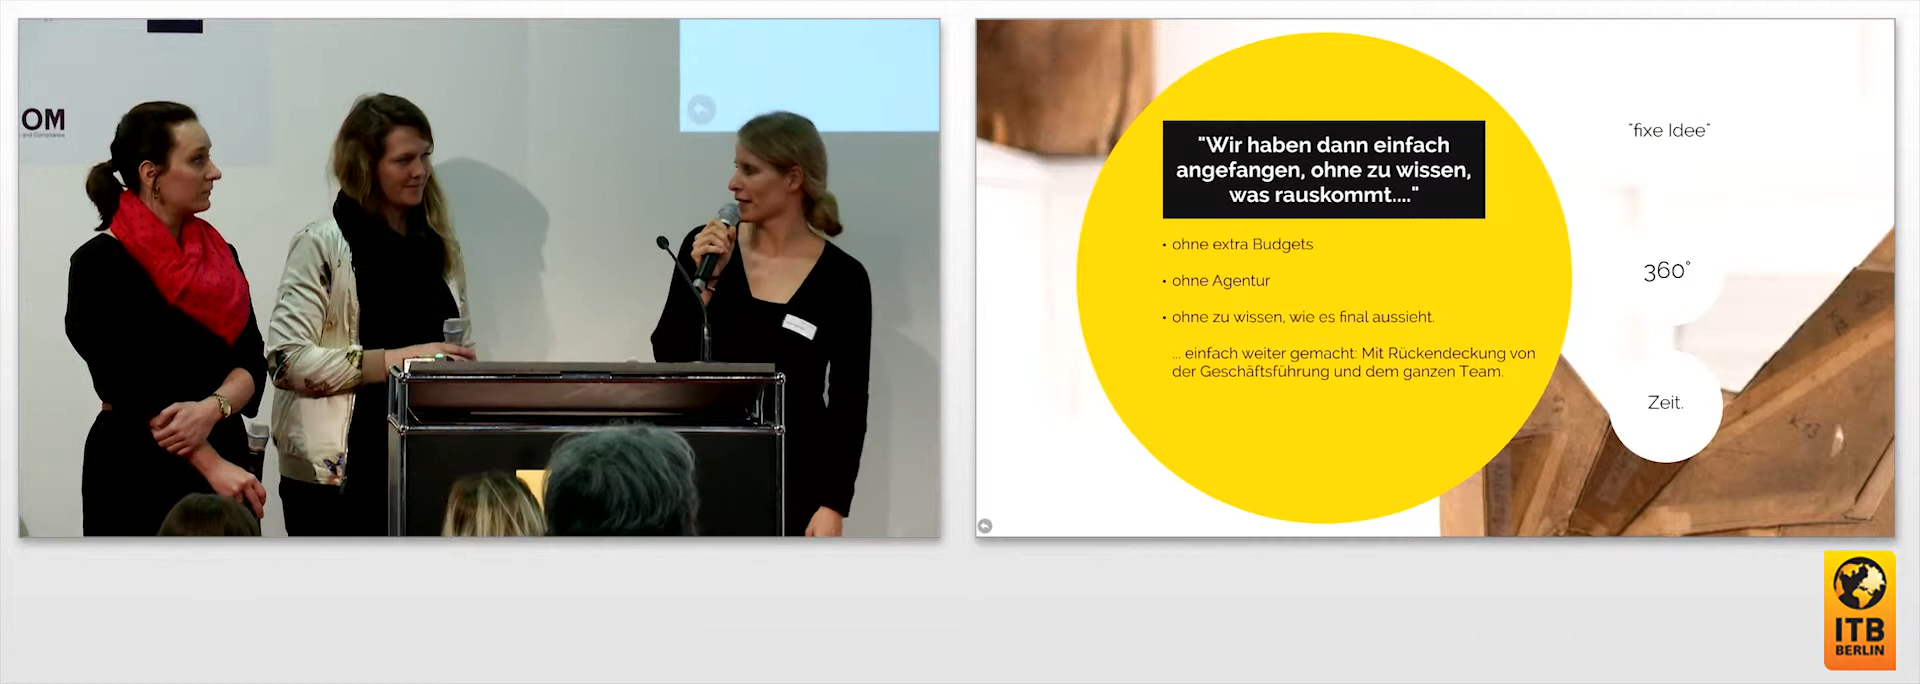 OM
and Compliance
"Wir haben dann einfach
angefangen, ohne zu wissen,
was rauskommt...."
• ohne extra Budgets
• ohne Agentur
• ohne zu wissen, wie es final aussieht.
... einfach weiter gemacht: Mit Rückendeckung von
der Geschäftsführung und dem ganzen Team.
"fixe Idee"
360°
Zeit.
ITB
BERLIN